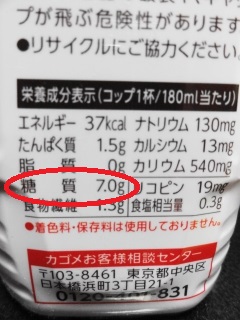 プが飛ぶ危険性があります
●リサイクルにご協力ください。
栄養成分表示(コップ1杯/180ml当たり)
エネルギー 37kcal ナトリウム 130mg
たんぱく質 1.5g カルシウム 13mg
脂質 0g カリウム 540mg
糖質 7.0g リコピン 19mg
食物繊維 1.3g 食塩相当量 0.3g
●着色料・保存料は使用しておりません。
カゴメお客様相談室
〒103-8461 東京都中央区
日本橋浜町3丁目21-1
831